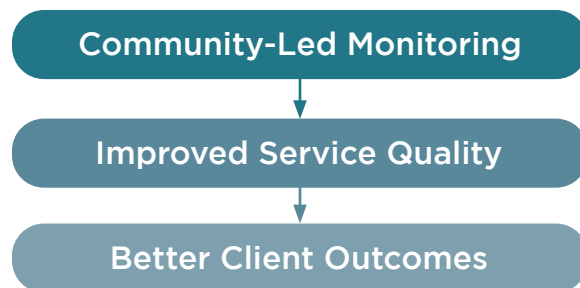 Community-Led Monitoring
Improved Service Quality
Better Client Outcomes